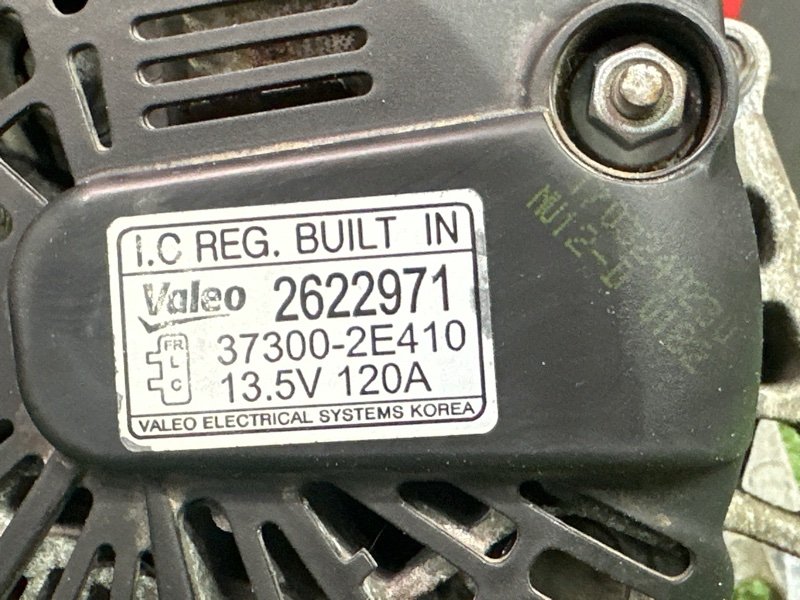 I.C REG. BUILT IN
Valeo 2622971
FR
L
C
37300-2E410
13.5V 120A
VALEO ELECTRICAL SYSTEMS KOREA